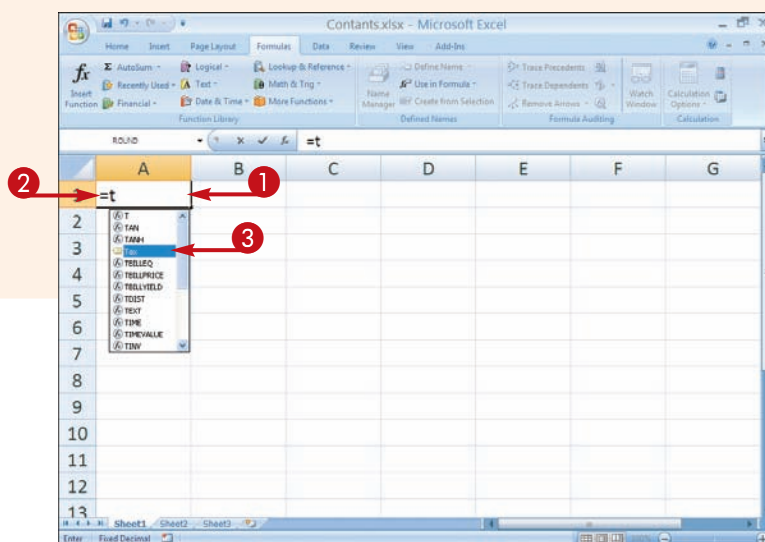 Contants.xlsx - Microsoft Excel
Home Insert Page Layout Formulas Data Review View Add-Ins
fx Σ AutoSum Logical Lookup & Reference Define Name Trace Precedents
Insert Function Recently Used Text Math & Trig Name Manager Use in Formula Trace Dependents Watch Window Calculation Options
Financial Date & Time More Functions Create from Selection Remove Arrows
Function Library Defined Names Formula Auditing Calculation
ROUND fx =t
A B C D E F G
2 =t 1
T
2
TAN
TANH
3 Tax 3
TBILLEQ
4 TBILLPRICE
TBILLYIELD
5 TDIST
TEXT
6 TIME
TIMEVALUE
7 TINV
8
9
10
11
12
13
Sheet1 Sheet2 Sheet3
Enter Fixed Decimal